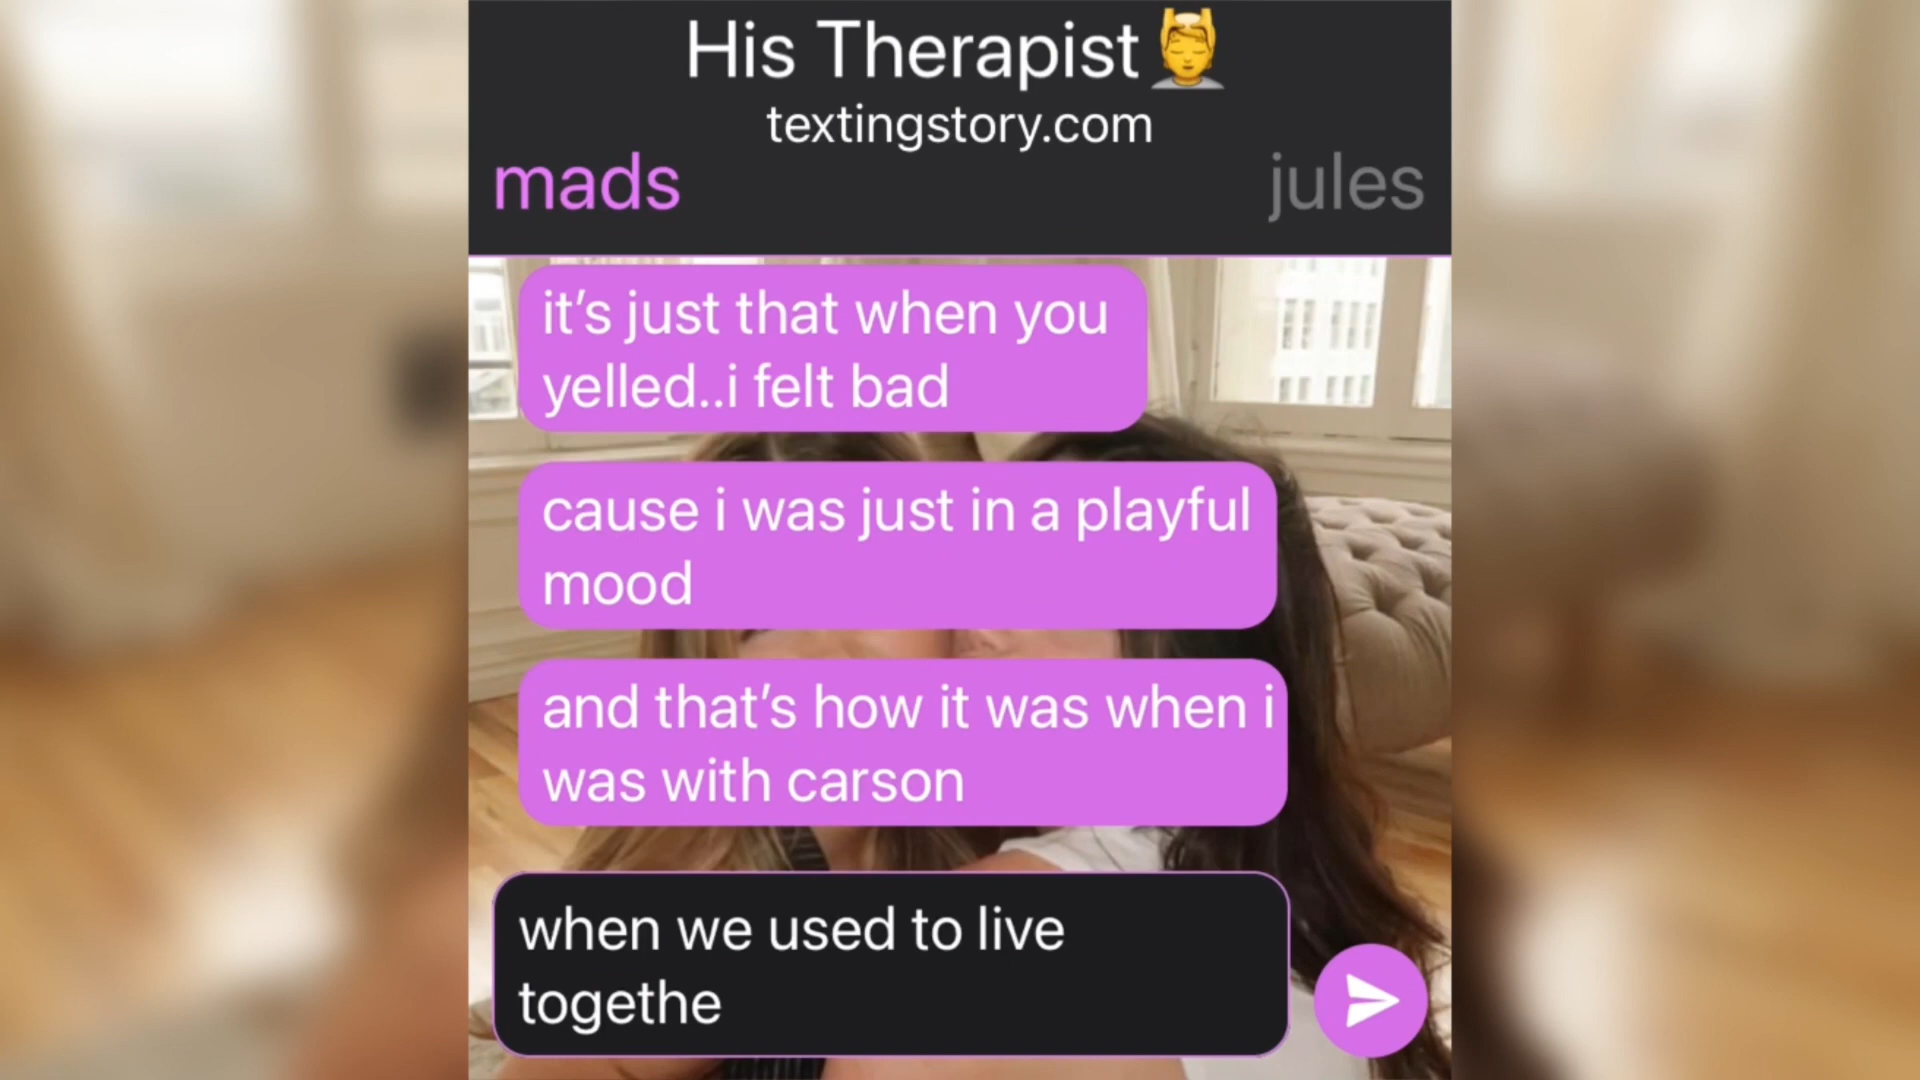 His Therapist💆
textingstory.com
mads
jules
it’s just that when you
yelled..i felt bad
cause i was just in a playful
mood
and that’s how it was when i
was with carson
when we used to live
togethe